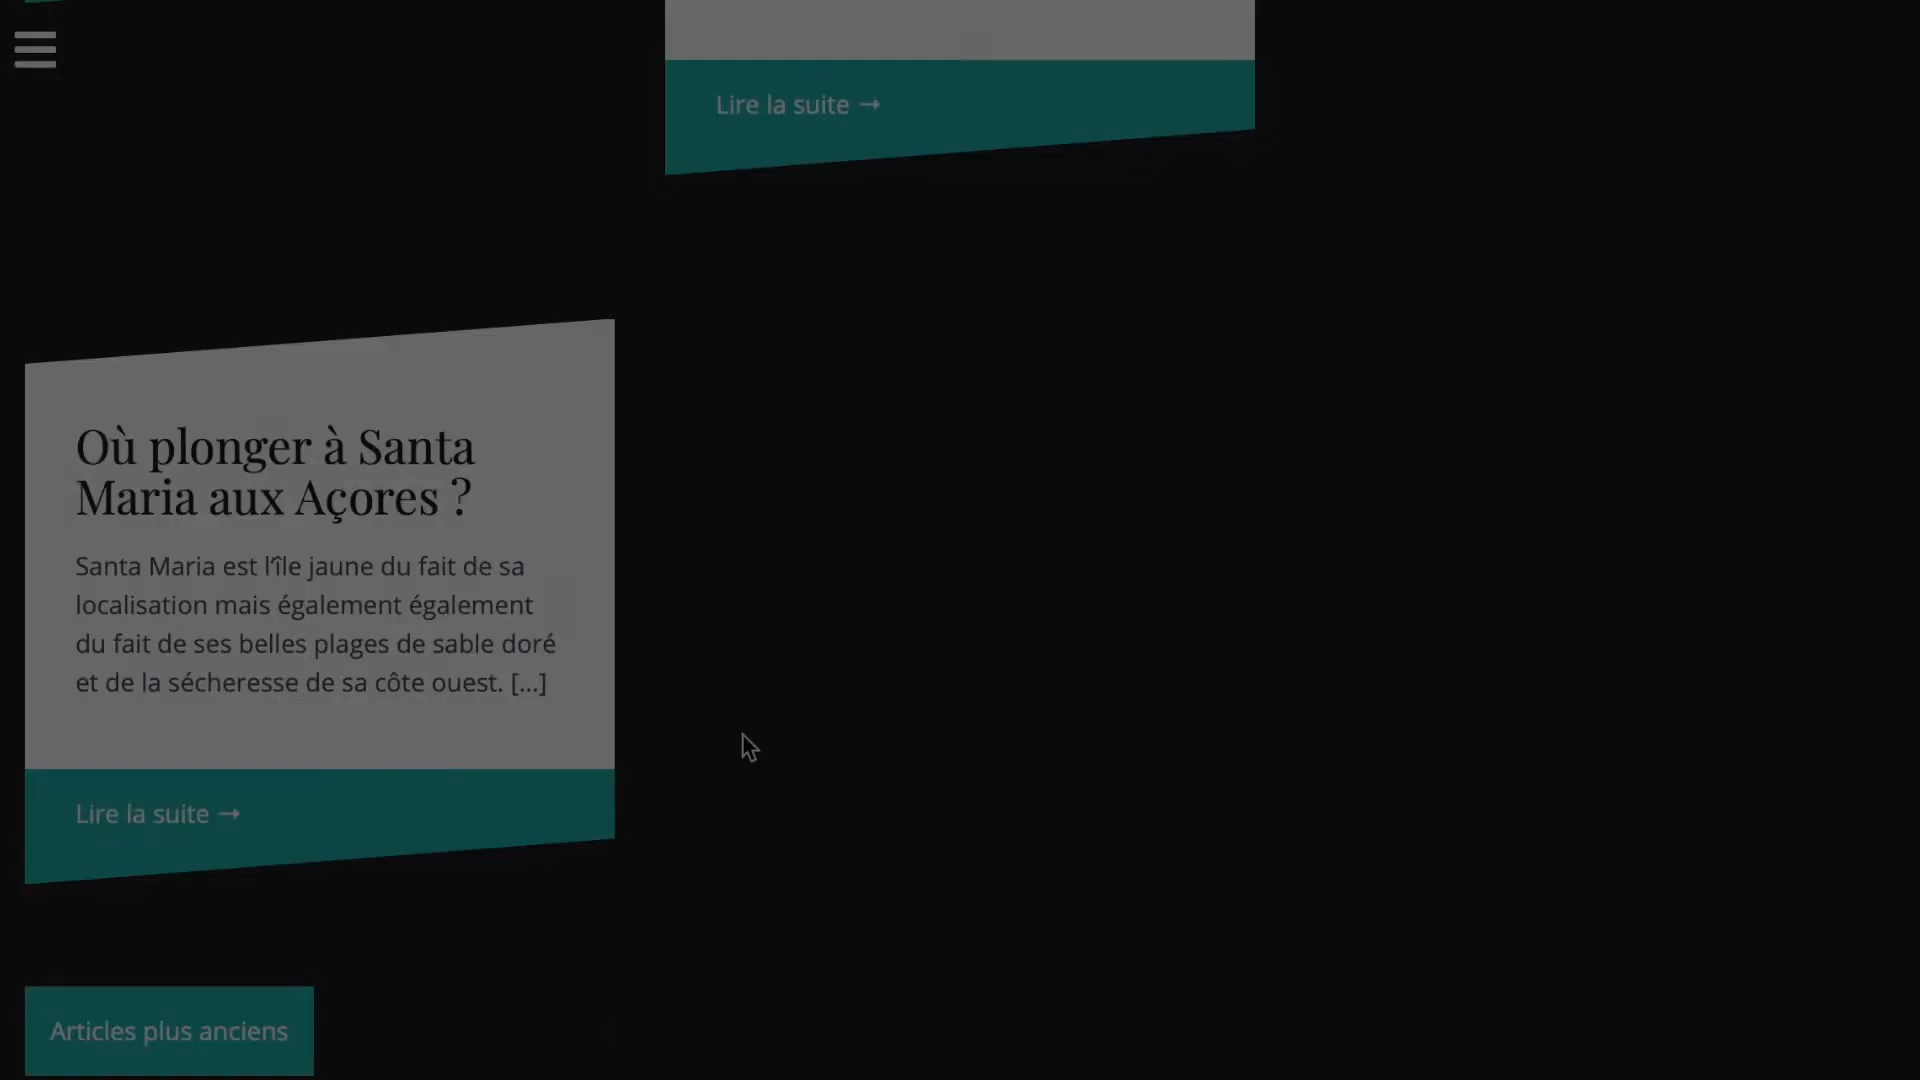 Lire la suite →
Où plonger à Santa
Maria aux Açores ?
Santa Maria est l'île jaune du fait de sa
localisation mais également également
du fait de ses belles plages de sable doré
et de la sécheresse de sa côte ouest. [...]
Lire la suite →
Articles plus anciens